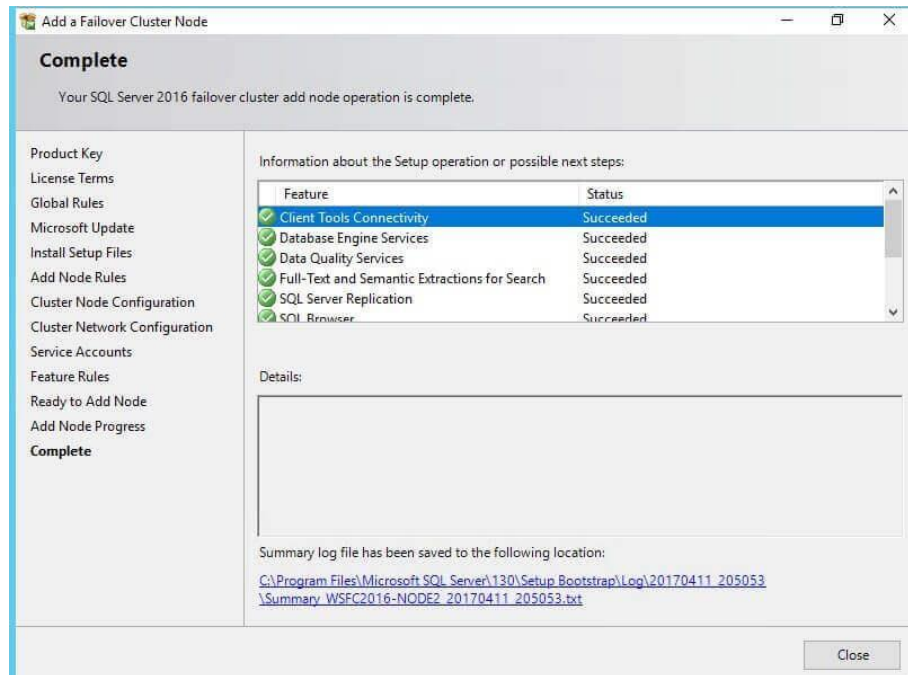 Add a Failover Cluster Node
Complete
Your SQL Server 2016 failover cluster add node operation is complete.
Product Key
License Terms
Global Rules
Microsoft Update
Install Setup Files
Add Node Rules
Cluster Node Configuration
Cluster Network Configuration
Service Accounts
Feature Rules
Ready to Add Node
Add Node Progress
Complete
Information about the Setup operation or possible next steps:
Feature Status
Client Tools Connectivity Succeeded
Database Engine Services Succeeded
Data Quality Services Succeeded
Full-Text and Semantic Extractions for Search Succeeded
SQL Server Replication Succeeded
SQL Browser Succeeded
Details:
Summary log file has been saved to the following location:
C:\Program Files\Microsoft SQL Server\130\Setup Bootstrap\Log\20170411_205053
\Summary_WSFC2016-NODE2_20170411_205053.txt
Close